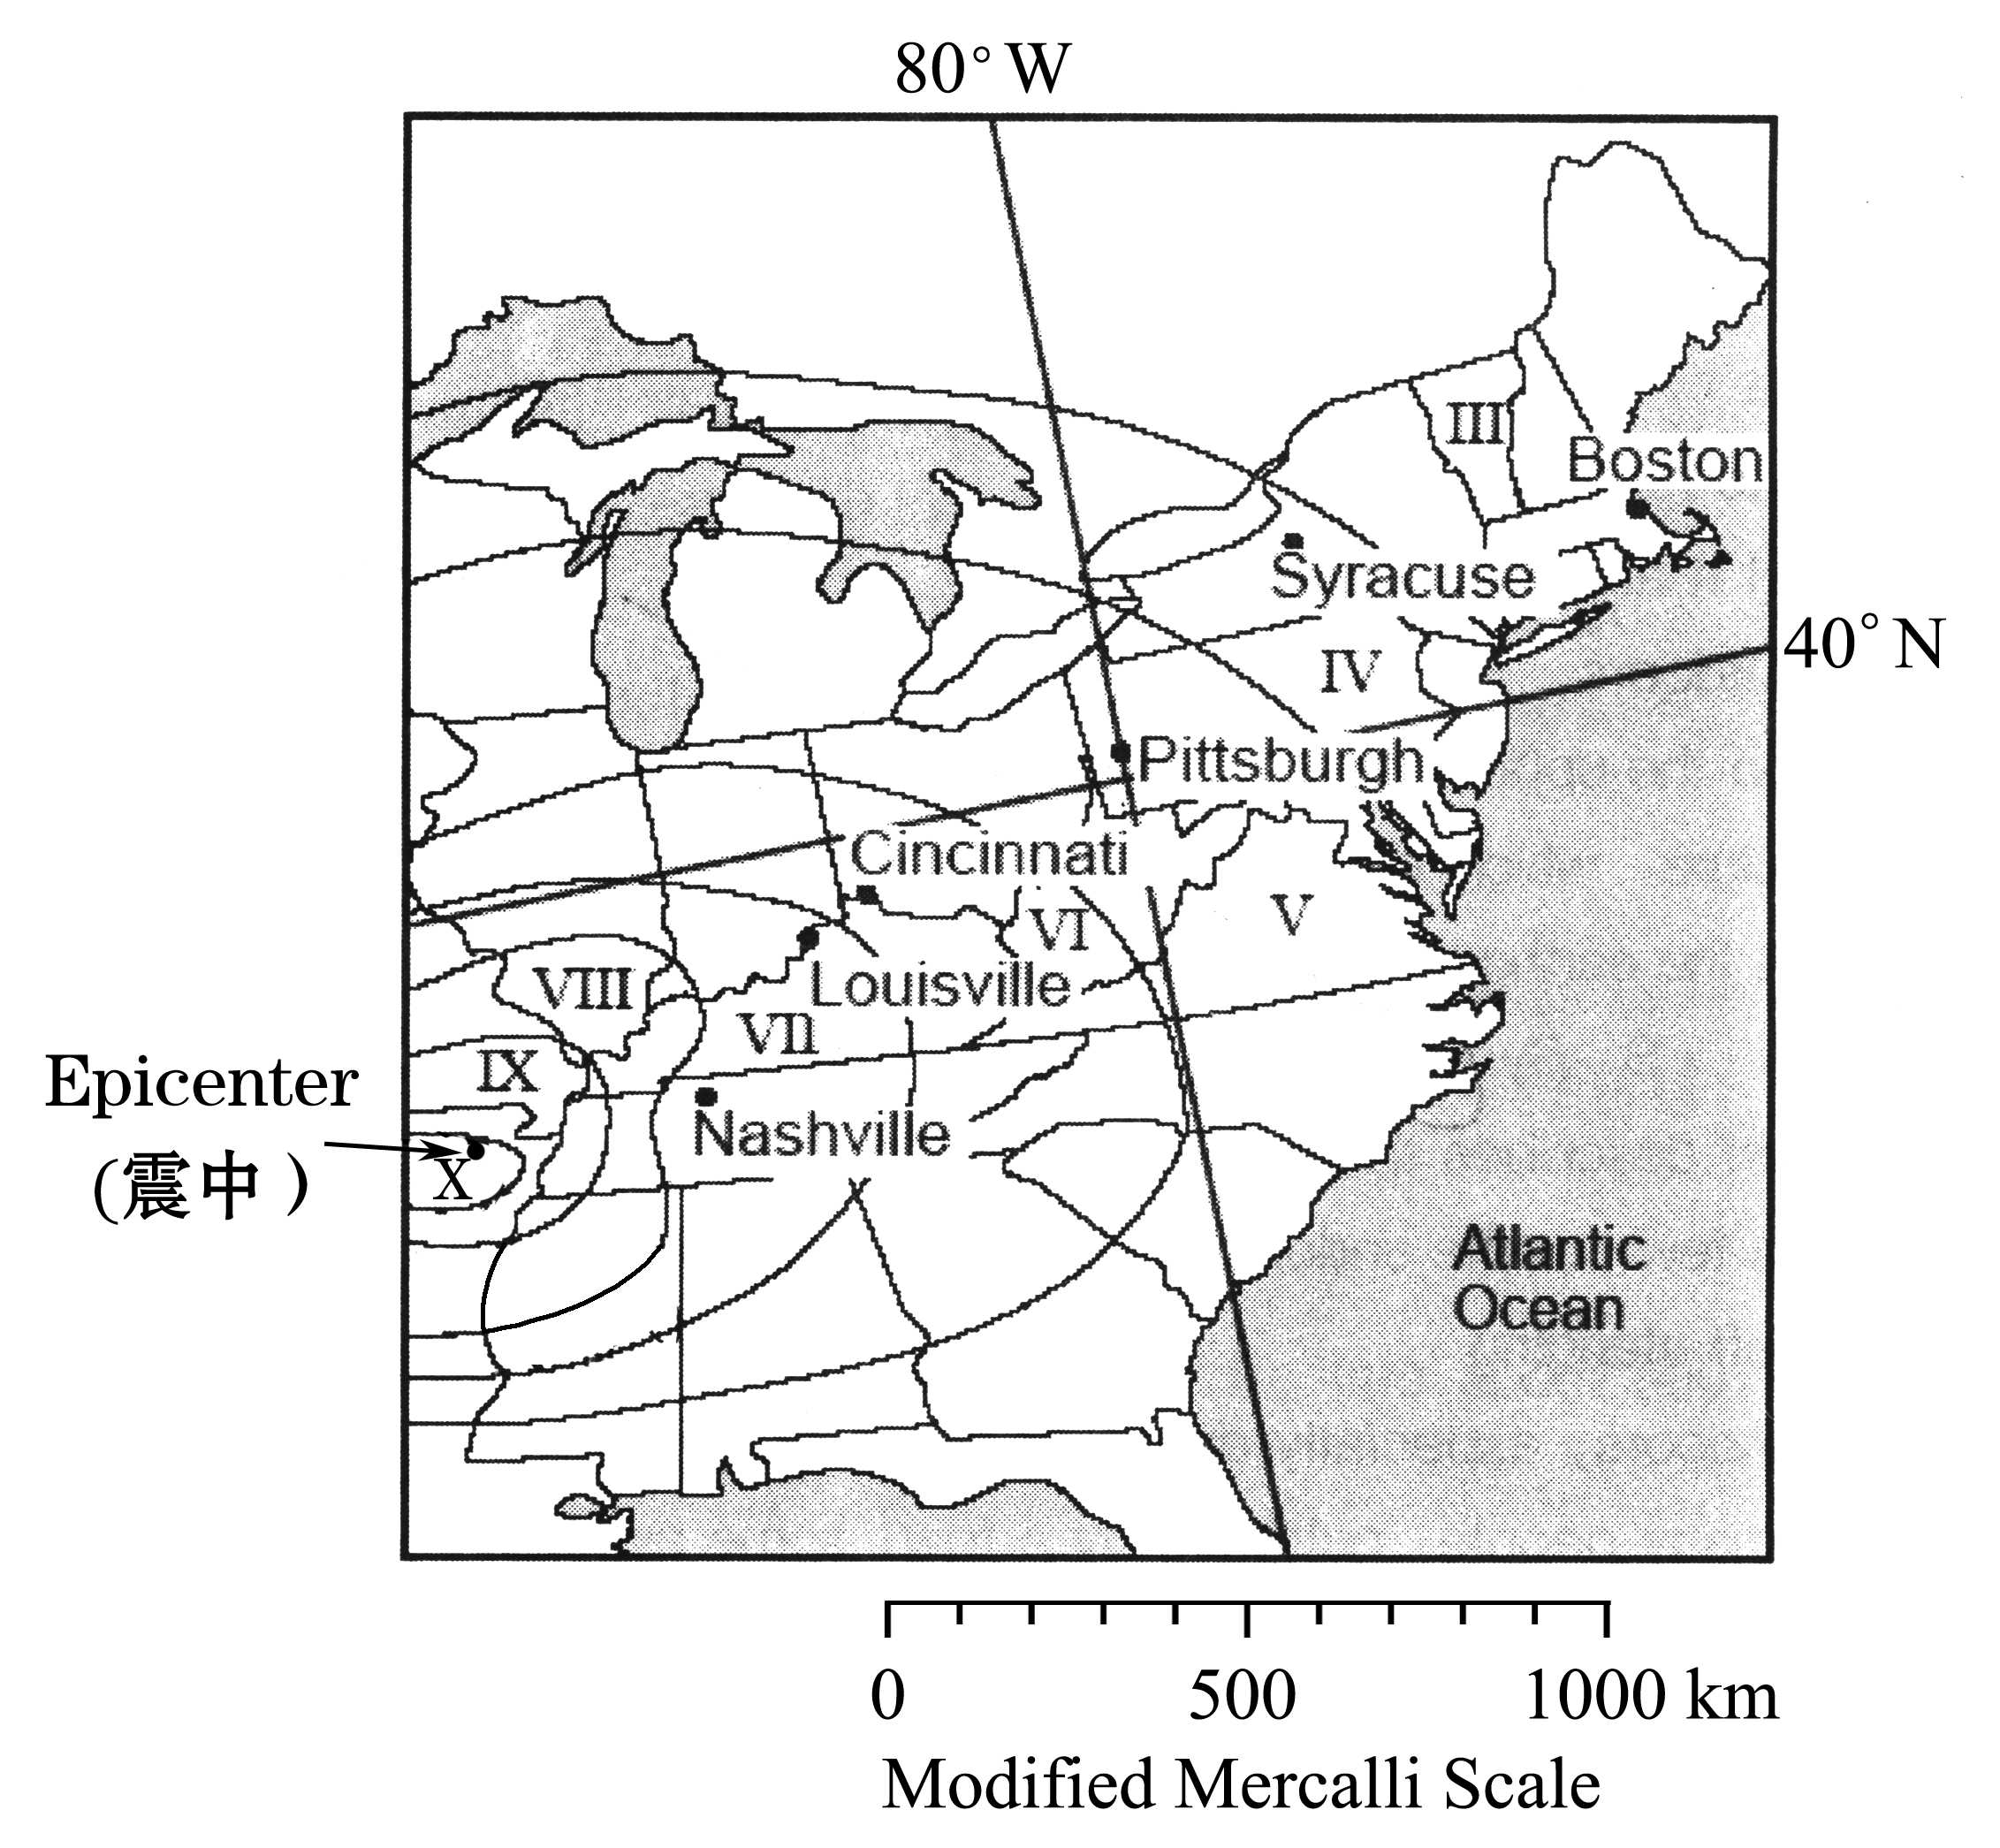 80° W
III
Boston
Syracuse
40° N
IV
Pittsburgh
Cincinnati
VI
V
VIII
Louisville
VII
IX
Epicenter
(震中)
Nashville
X
Atlantic
Ocean
0 500 1000 km
Modified Mercalli Scale